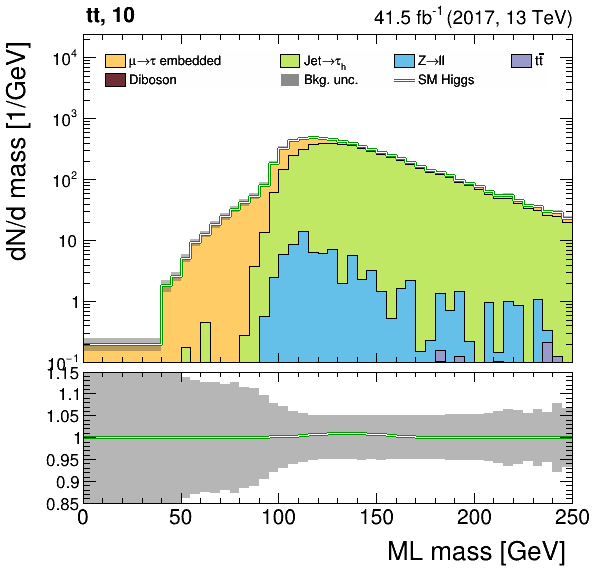 tt, 10 41.5 fb⁻¹ (2017, 13 TeV)
μ→τ embedded Jet→τₕ Z→ll tt̄
Diboson Bkg. unc. SM Higgs
dN/d mass [1/GeV]
10⁴
10³
10²
10
1
10⁻¹
1.15
1.1
1.05
1
0.95
0.9
0.85
0 50 100 150 200 250
ML mass [GeV]